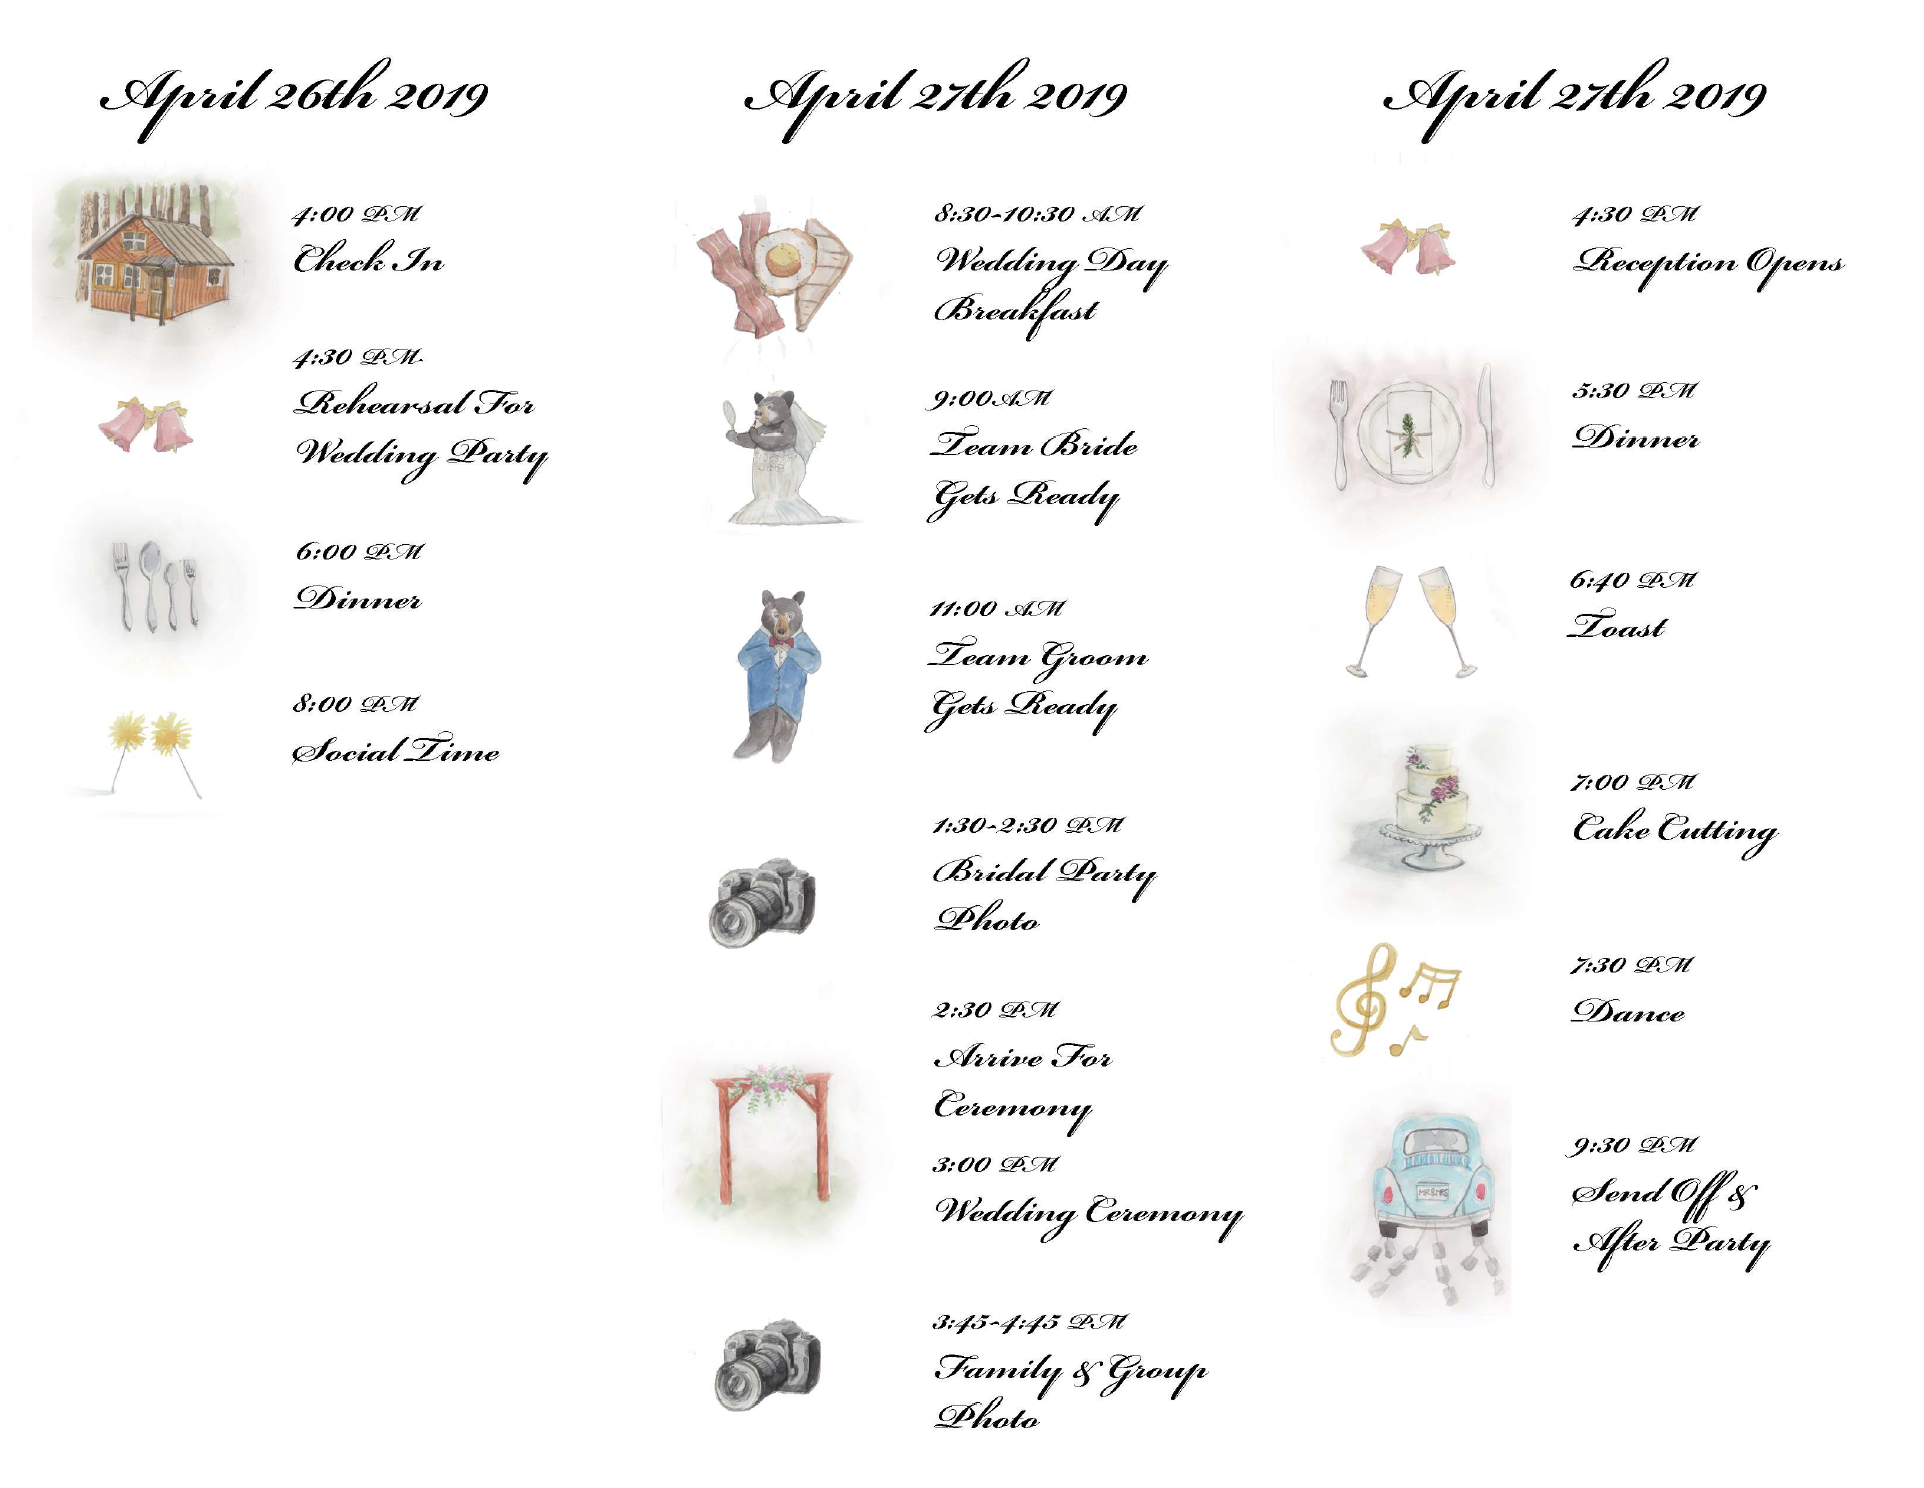 April 26th 2019
4:00 PM
Check In
4:30 PM
Rehearsal For
Wedding Party
6:00 PM
Dinner
8:00 PM
Social Time
April 27th 2019
8:30-10:30 AM
Wedding Day
Breakfast
9:00AM
Team Bride
Gets Ready
11:00 AM
Team Groom
Gets Ready
1:30-2:30 PM
Bridal Party
Photo
2:30 PM
Arrive For
Ceremony
3:00 PM
Wedding Ceremony
3:45-4:45 PM
Family & Group
Photo
April 27th 2019
4:30 PM
Reception Opens
5:30 PM
Dinner
6:40 PM
Toast
7:00 PM
Cake Cutting
7:30 PM
Dance
9:30 PM
Send Off &
After Party
MR&MRS